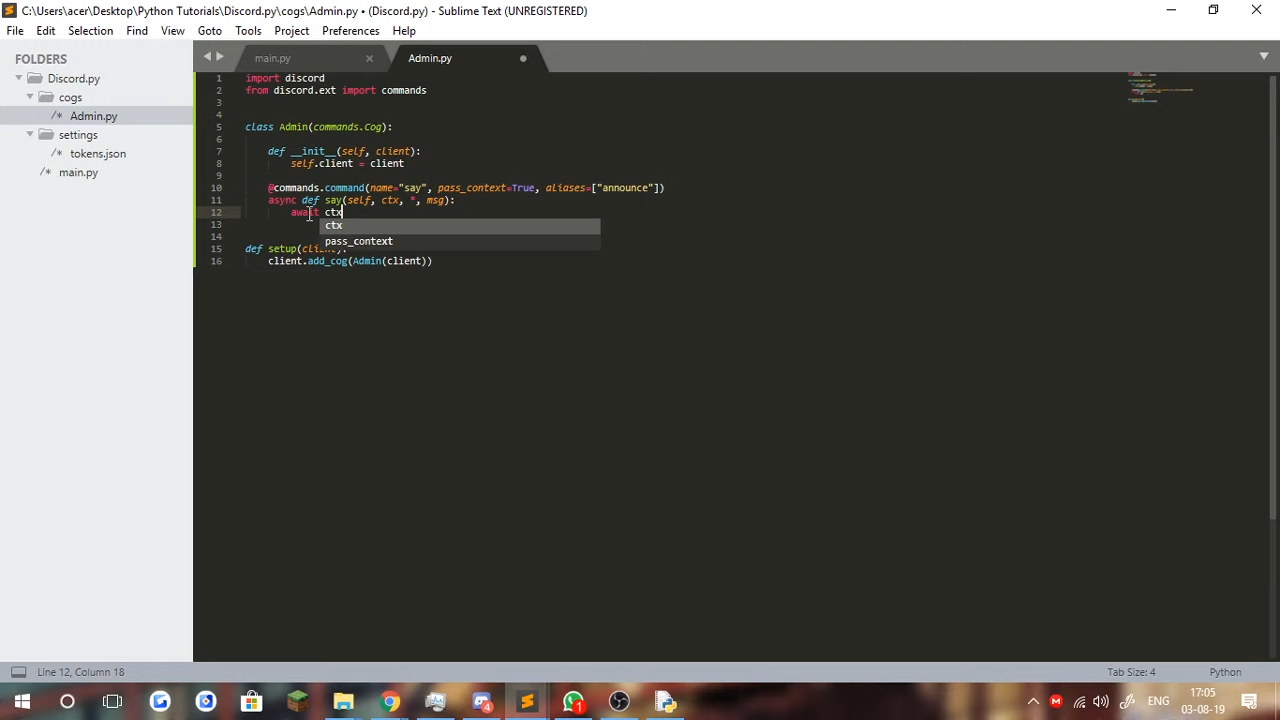 C:\Users\acer\Desktop\Python Tutorials\Discord.py\cogs\Admin.py • (Discord.py) - Sublime Text (UNREGISTERED)
File Edit Selection Find View Goto Tools Project Preferences Help
FOLDERS
Discord.py
cogs
/* Admin.py
settings
/* tokens.json
/* main.py
main.py Admin.py
1 import discord
2 from discord.ext import commands
3
4
5 class Admin(commands.Cog):
6
7 def __init__(self, client):
8 self.client = client
9
10 @commands.command(name="say", pass_context=True, aliases=["announce"])
11 async def say(self, ctx, *, msg):
12 await ctx
13 ctx
14 pass_context
15 def setup(client):
16 client.add_cog(Admin(client))
Line 12, Column 18 Tab Size: 4 Python
4 1 ENG 17:05
03-08-19